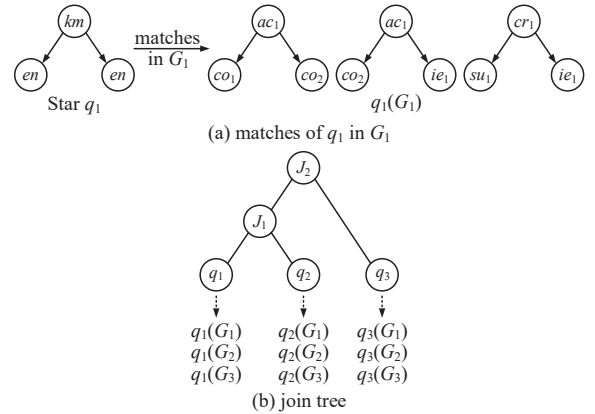 km
en
en
Star q₁
matches
in G₁
ac₁
co₁
co₂
ac₁
co₂
ie₁
cr₁
su₁
ie₁
q₁(G₁)
(a) matches of q₁ in G₁
J₂
J₁
q₁
q₂
q₃
q₁(G₁) q₂(G₁) q₃(G₁)
q₁(G₂) q₂(G₂) q₃(G₂)
q₁(G₃) q₂(G₃) q₃(G₃)
(b) join tree